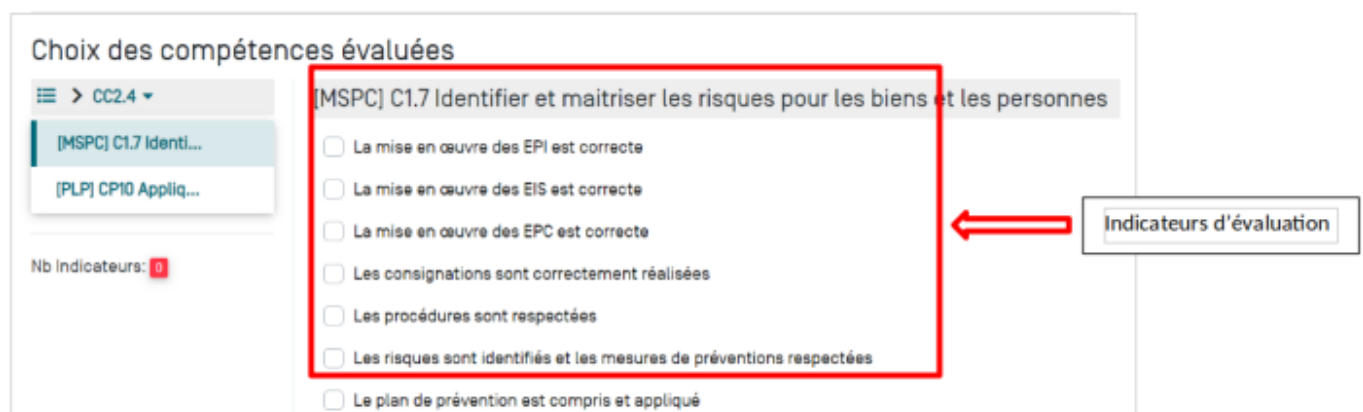 Choix des compétences évaluées
CC2.4
[MSPC] C1.7 Identi...
[PLP] CP10 Appliq...
Nb Indicateurs: 0
[MSPC] C1.7 Identifier et maitriser les risques pour les biens et les personnes
La mise en œuvre des EPI est correcte
La mise en œuvre des EIS est correcte
La mise en œuvre des EPC est correcte
Les consignations sont correctement réalisées
Les procédures sont respectées
Les risques sont identifiés et les mesures de préventions respectées
Le plan de prévention est compris et appliqué
Indicateurs d'évaluation